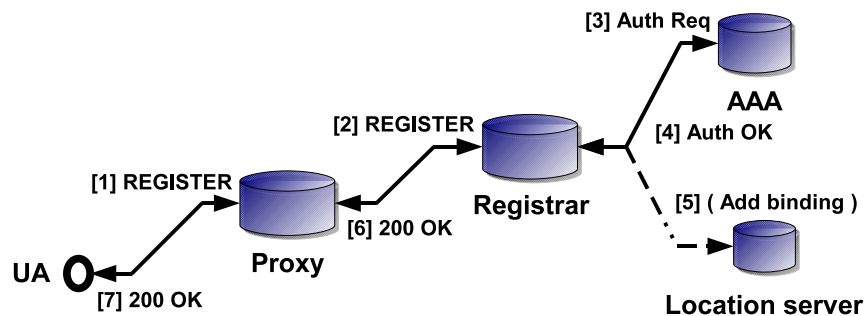 [3] Auth Req
AAA
[2] REGISTER
[4] Auth OK
[1] REGISTER
Registrar
[5] ( Add binding )
[6] 200 OK
Proxy
UA
[7] 200 OK
Location server